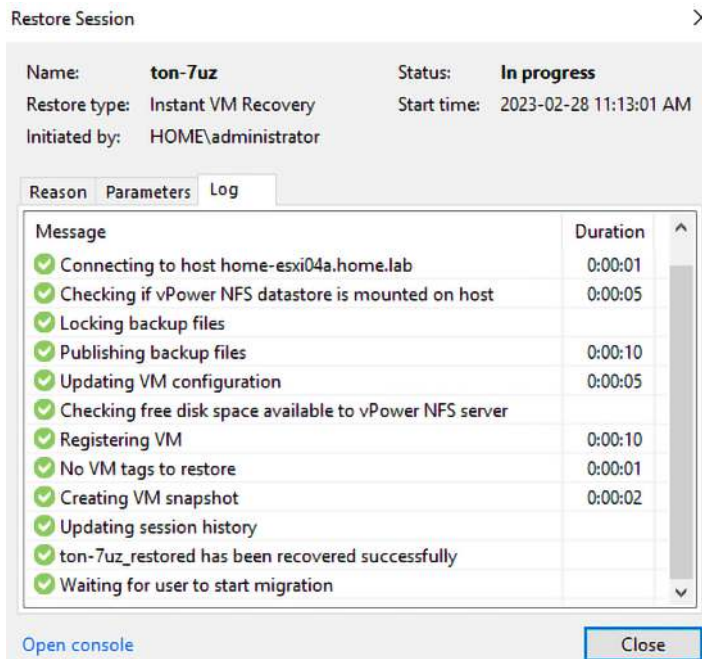 Restore Session
Name: ton-7uz Status: In progress
Restore type: Instant VM Recovery Start time: 2023-02-28 11:13:01 AM
Initiated by: HOME\administrator
Reason Parameters Log
Message Duration
Connecting to host home-esxi04a.home.lab 0:00:01
Checking if vPower NFS datastore is mounted on host 0:00:05
Locking backup files
Publishing backup files 0:00:10
Updating VM configuration 0:00:05
Checking free disk space available to vPower NFS server
Registering VM 0:00:10
No VM tags to restore 0:00:01
Creating VM snapshot 0:00:02
Updating session history
ton-7uz_restored has been recovered successfully
Waiting for user to start migration
Open console Close